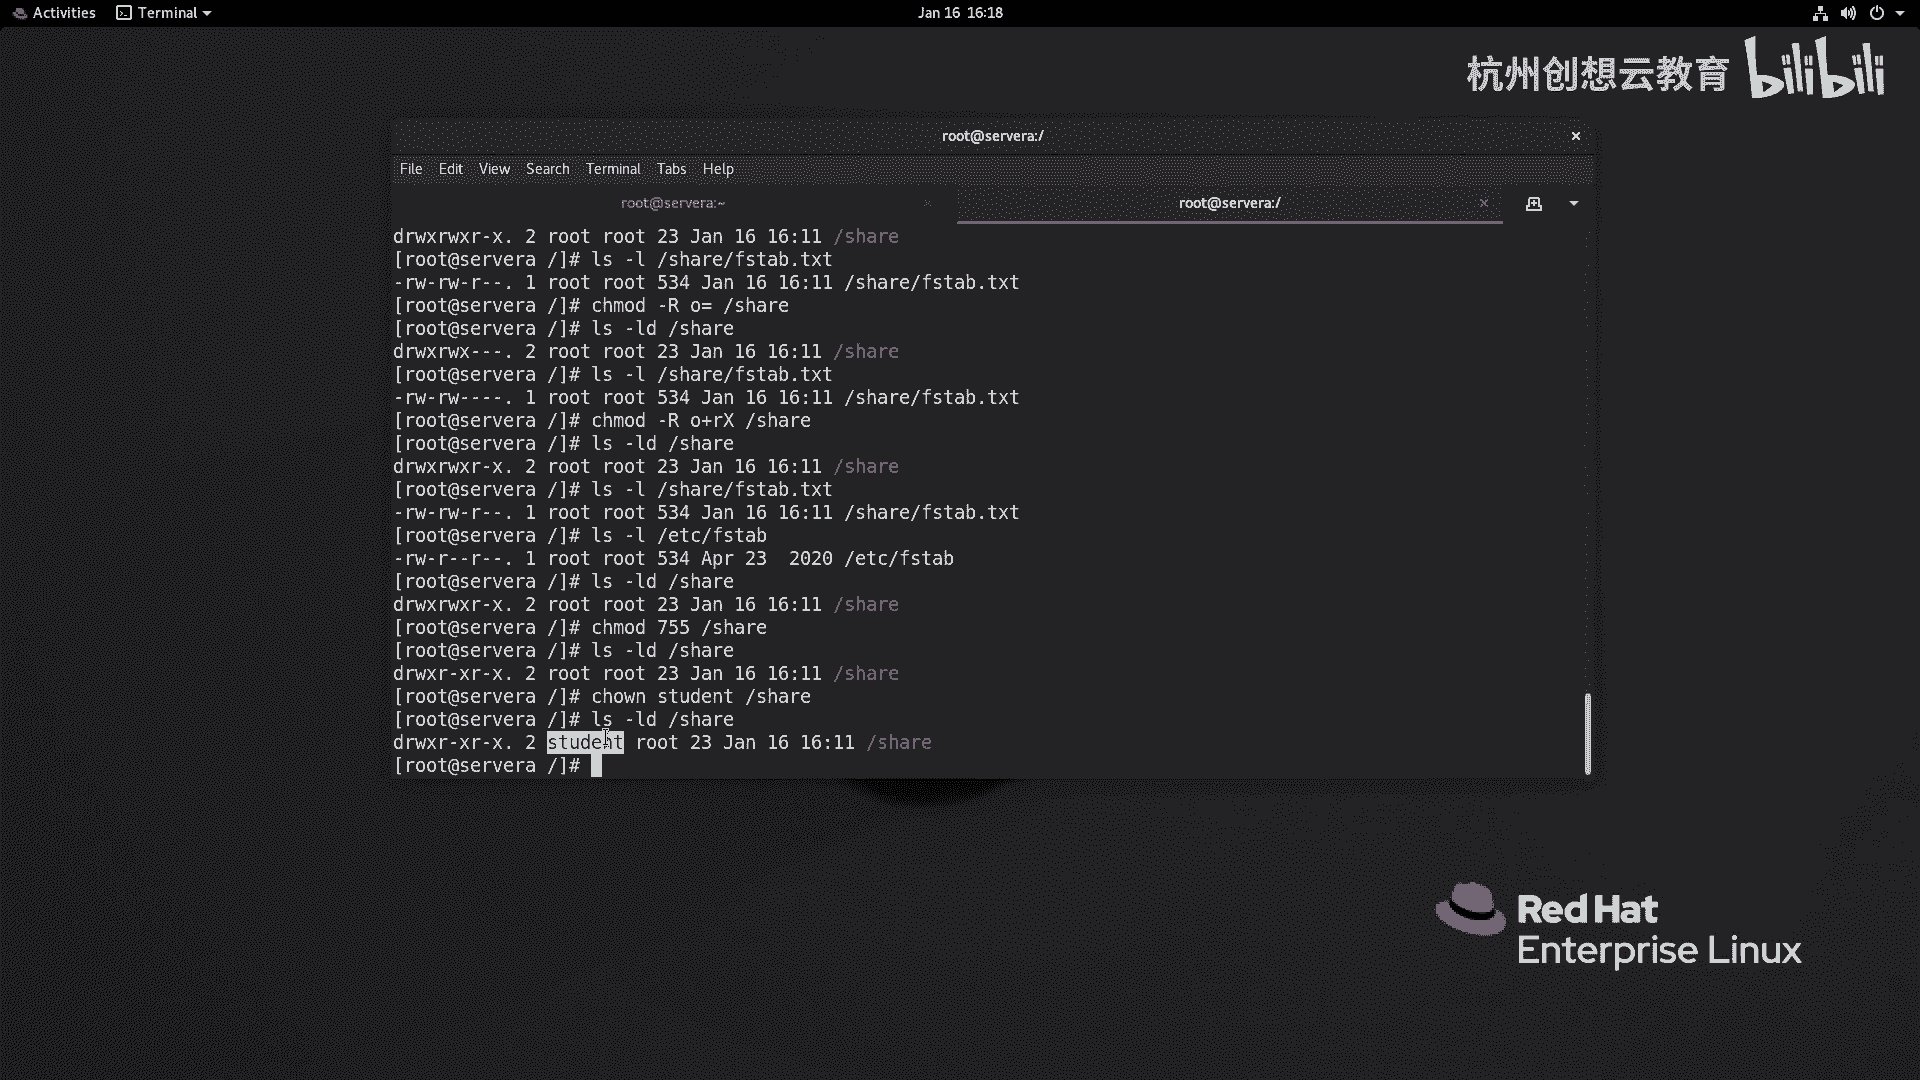 Activities Terminal Jan 16 16:18
杭州创想云教育 bilibili
root@servera:/
File Edit View Search Terminal Tabs Help
root@servera:~ root@servera:/
drwxrwxr-x. 2 root root 23 Jan 16 16:11 /share
[root@servera /]# ls -l /share/fstab.txt
-rw-rw-r--. 1 root root 534 Jan 16 16:11 /share/fstab.txt
[root@servera /]# chmod -R o= /share
[root@servera /]# ls -ld /share
drwxrwx---. 2 root root 23 Jan 16 16:11 /share
[root@servera /]# ls -l /share/fstab.txt
-rw-rw----. 1 root root 534 Jan 16 16:11 /share/fstab.txt
[root@servera /]# chmod -R o+rX /share
[root@servera /]# ls -ld /share
drwxrwxr-x. 2 root root 23 Jan 16 16:11 /share
[root@servera /]# ls -l /share/fstab.txt
-rw-rw-r--. 1 root root 534 Jan 16 16:11 /share/fstab.txt
[root@servera /]# ls -l /etc/fstab
-rw-r--r--. 1 root root 534 Apr 23  2020 /etc/fstab
[root@servera /]# ls -ld /share
drwxrwxr-x. 2 root root 23 Jan 16 16:11 /share
[root@servera /]# chmod 755 /share
[root@servera /]# ls -ld /share
drwxr-xr-x. 2 root root 23 Jan 16 16:11 /share
[root@servera /]# chown student /share
[root@servera /]# ls -ld /share
drwxr-xr-x. 2 student root 23 Jan 16 16:11 /share
[root@servera /]#
Red Hat
Enterprise Linux